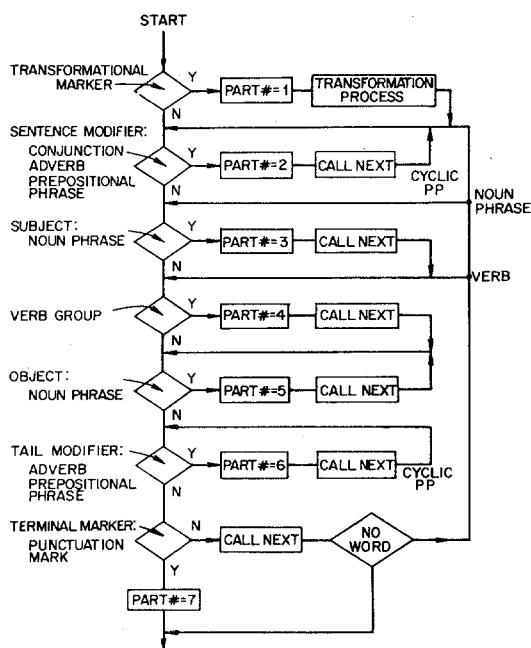 START
TRANSFORMATIONAL
MARKER
Y
PART#=1
TRANSFORMATION
PROCESS
N
SENTENCE MODIFIER:
CONJUNCTION
ADVERB
PREPOSITIONAL
PHRASE
Y
PART#=2
CALL NEXT
CYCLIC
PP
N
NOUN
PHRASE
SUBJECT:
NOUN PHRASE
Y
PART#=3
CALL NEXT
N
VERB
VERB GROUP
Y
PART#=4
CALL NEXT
N
OBJECT:
NOUN PHRASE
Y
PART#=5
CALL NEXT
N
TAIL MODIFIER:
ADVERB
PREPOSITIONAL
PHRASE
Y
PART#=6
CALL NEXT
CYCLIC
PP
N
TERMINAL MARKER:
PUNCTUATION
MARK
N
CALL NEXT
NO
WORD
Y
PART#=7